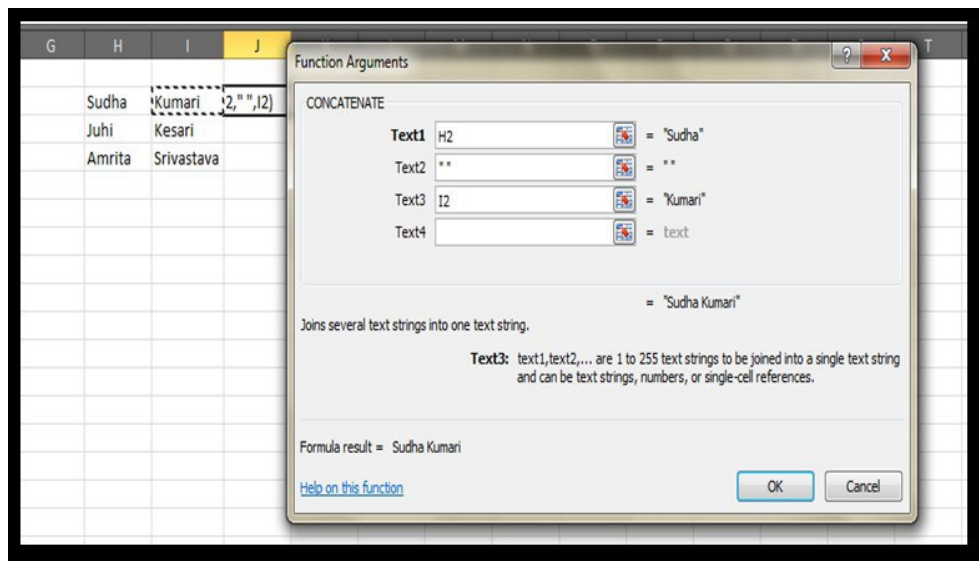 G H I J T
Function Arguments
Sudha Kumari 2," ",I2)
Juhi Kesari
Amrita Srivastava
CONCATENATE
Text1 H2 = "Sudha"
Text2 " " = " "
Text3 I2 = "Kumari"
Text4 = text
= "Sudha Kumari"
Joins several text strings into one text string.
Text3: text1,text2,... are 1 to 255 text strings to be joined into a single text string
and can be text strings, numbers, or single-cell references.
Formula result = Sudha Kumari
Help on this function
OK Cancel